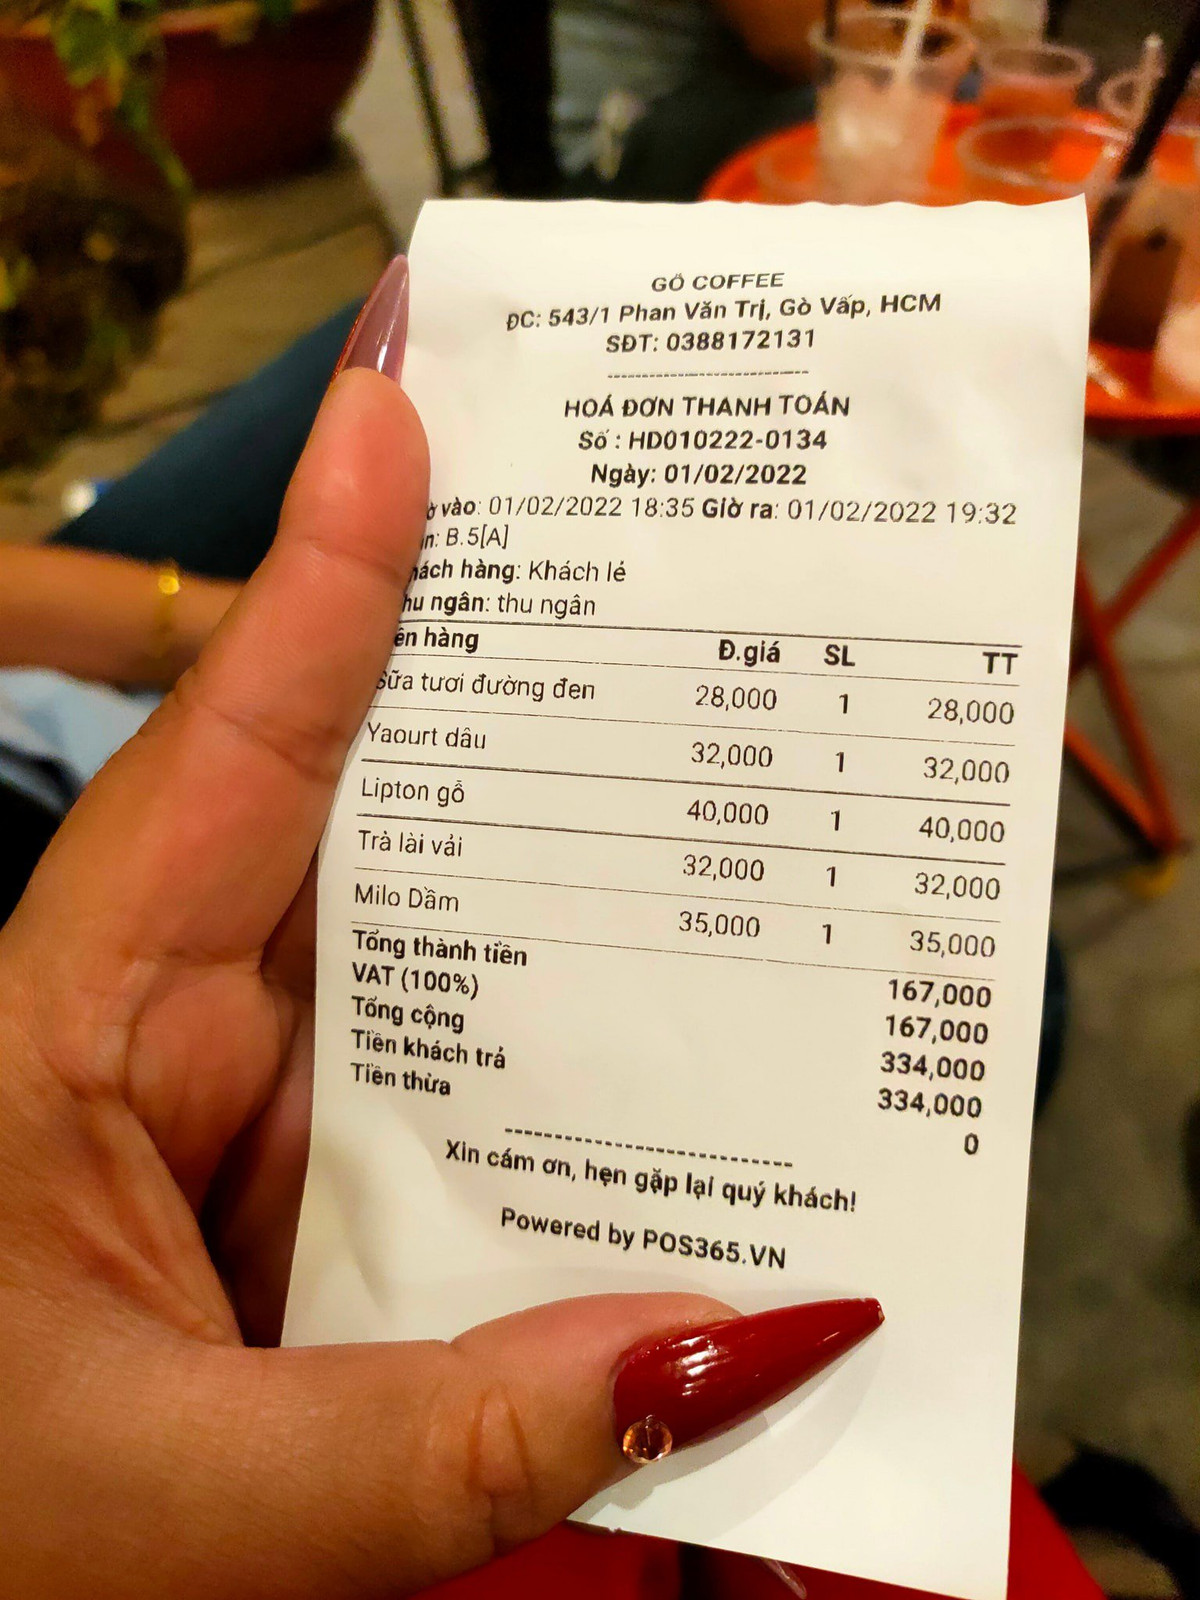 GỖ COFFEE
ĐC: 543/1 Phan Văn Trị, Gò Vấp, HCM
SĐT: 0388172131
HOÁ ĐƠN THANH TOÁN
Số : HD010222-0134
Ngày: 01/02/2022
vào: 01/02/2022 18:35 Giờ ra: 01/02/2022 19:32
B.5[A]
hàng: Khách lẻ
ngân: thu ngân
hàng Đ.giá SL TT
Sữa tươi đường đen 28,000 1 28,000
Yaourt dâu 32,000 1 32,000
Lipton gỗ 40,000 1 40,000
Trà lài vải 32,000 1 32,000
Milo Dầm 35,000 1 35,000
Tổng thành tiền 167,000
VAT (100%) 167,000
Tổng cộng 334,000
Tiền khách trả 334,000
Tiền thừa 0
Xin cám ơn, hẹn gặp lại quý khách!
Powered by POS365.VN